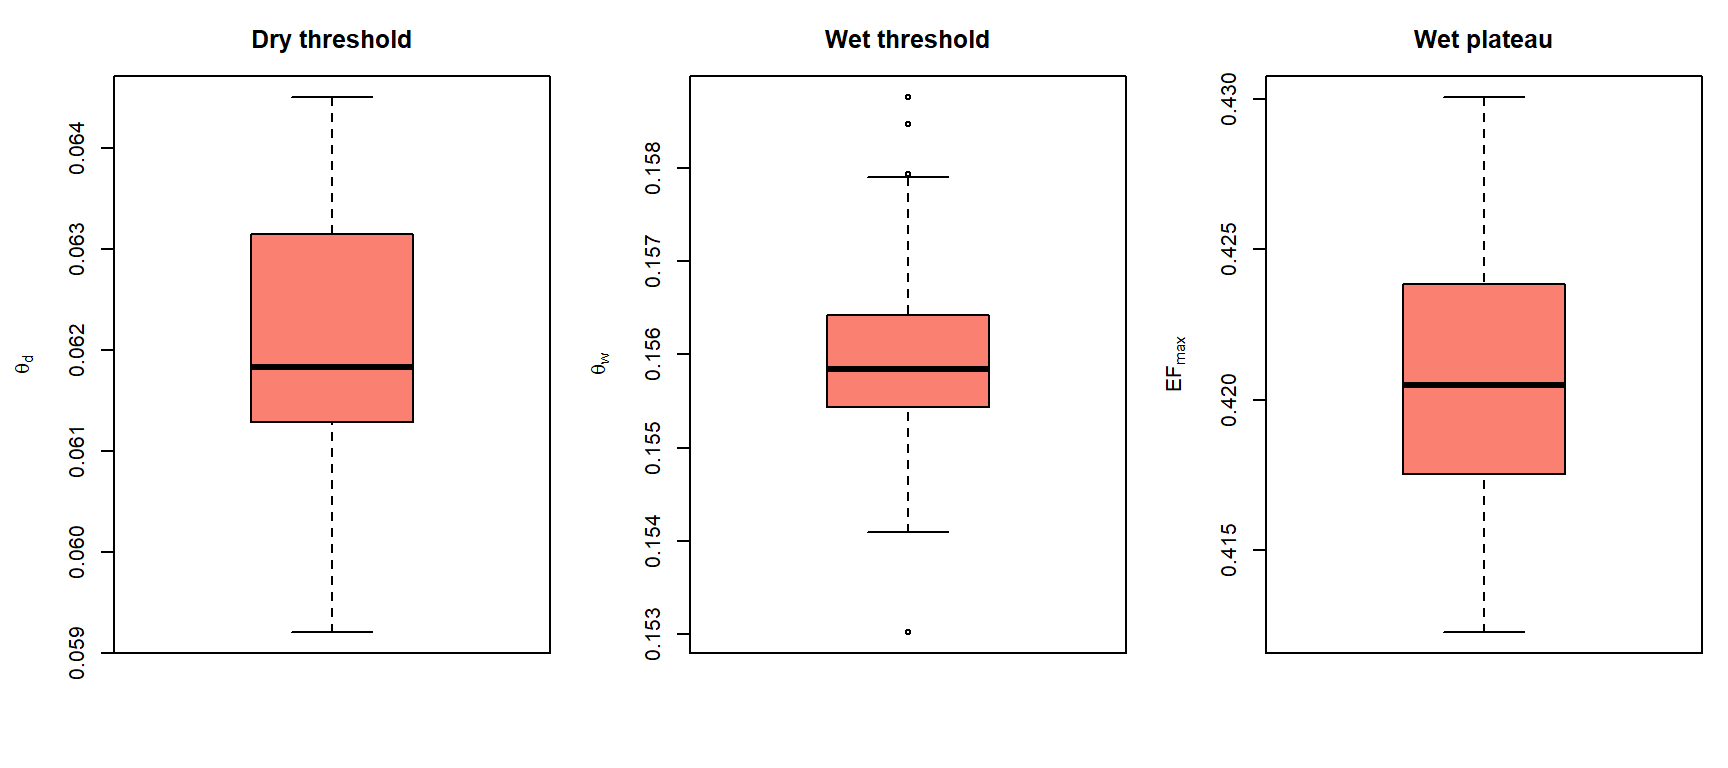 Dry threshold
0.064
0.063
0.062
0.061
0.060
0.059
θd
Wet threshold
0.158
0.157
0.156
0.155
0.154
0.153
θw
Wet plateau
0.430
0.425
0.420
0.415
EFmax